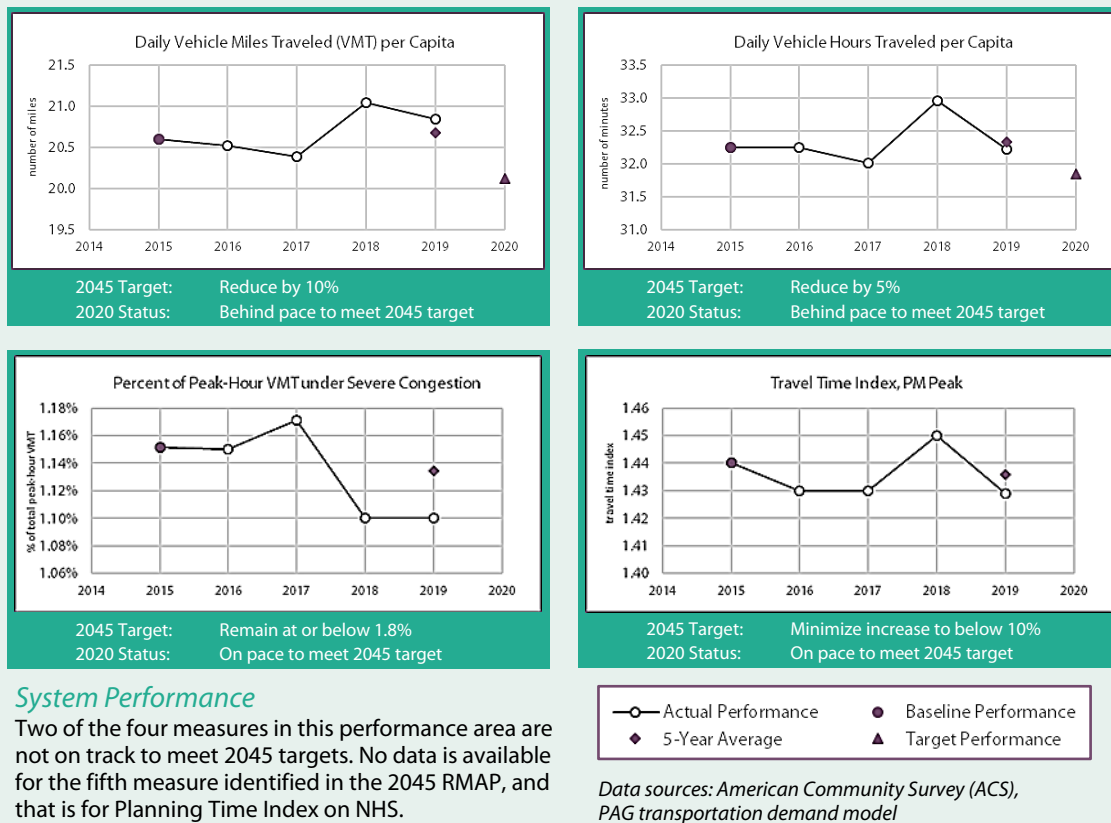 Daily Vehicle Miles Traveled (VMT) per Capita
number of miles
21.5
21.0
20.5
20.0
19.5
2014 2015 2016 2017 2018 2019 2020
2045 Target: Reduce by 10%
2020 Status: Behind pace to meet 2045 target
Daily Vehicle Hours Traveled per Capita
number of minutes
33.5
33.0
32.5
32.0
31.5
31.0
2014 2015 2016 2017 2018 2019 2020
2045 Target: Reduce by 5%
2020 Status: Behind pace to meet 2045 target
Percent of Peak-Hour VMT under Severe Congestion
% of total peak-hour VMT
1.18%
1.16%
1.14%
1.12%
1.10%
1.08%
1.06%
2014 2015 2016 2017 2018 2019 2020
2045 Target: Remain at or below 1.8%
2020 Status: On pace to meet 2045 target
Travel Time Index, PM Peak
travel time index
1.46
1.45
1.44
1.43
1.42
1.41
1.40
2014 2015 2016 2017 2018 2019 2020
2045 Target: Minimize increase to below 10%
2020 Status: On pace to meet 2045 target
System Performance
Two of the four measures in this performance area are
not on track to meet 2045 targets. No data is available
for the fifth measure identified in the 2045 RMAP, and
that is for Planning Time Index on NHS.
Actual Performance Baseline Performance
5-Year Average Target Performance
Data sources: American Community Survey (ACS),
PAG transportation demand model